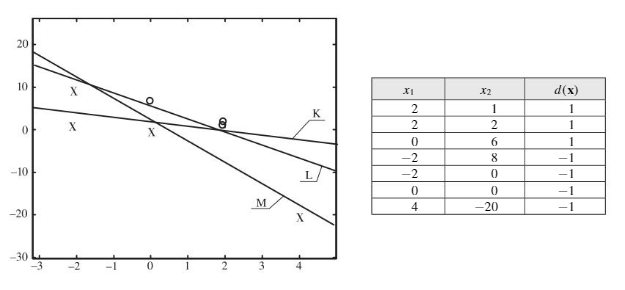 20
10
0
−10
−20
−30
−3 −2 −1 0 1 2 3 4
X
X
X
X
K
L
M
x1 x2 d(x)
2 1 1
2 2 1
0 6 1
−2 8 −1
−2 0 −1
0 0 −1
4 −20 −1